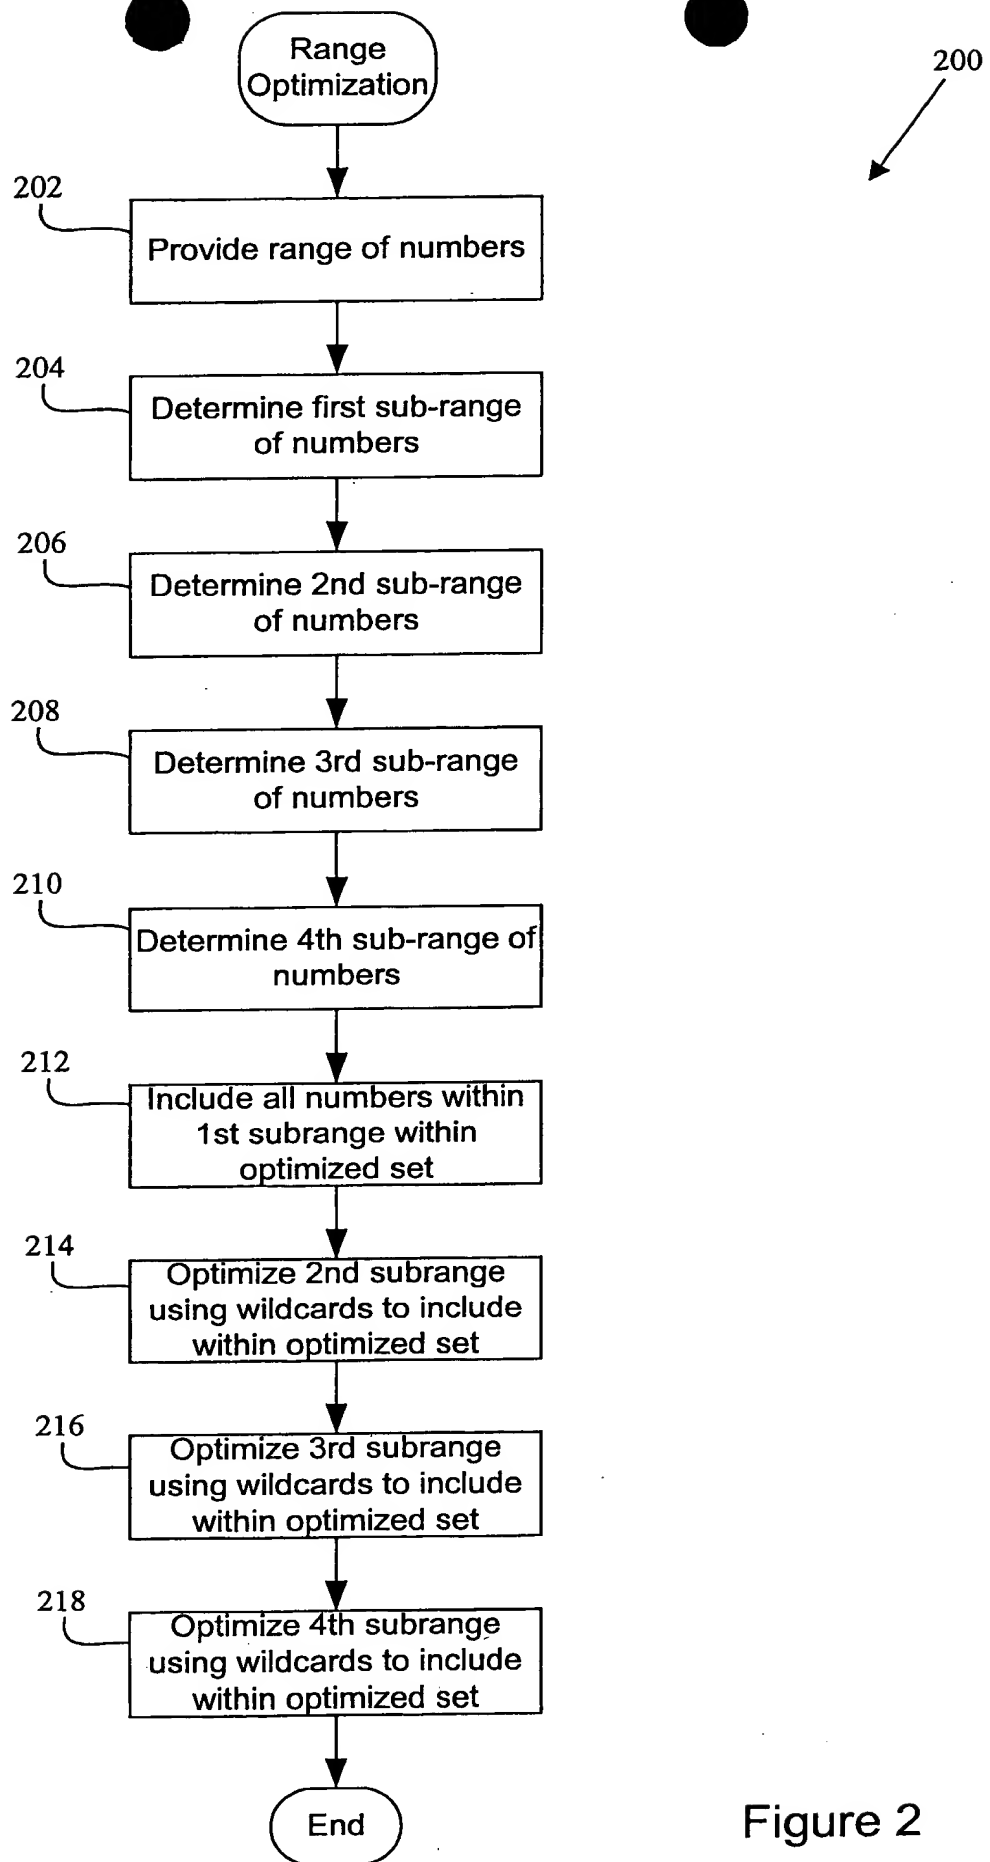 Range
Optimization
200
202
Provide range of numbers
204
Determine first sub-range
of numbers
206
Determine 2nd sub-range
of numbers
208
Determine 3rd sub-range
of numbers
210
Determine 4th sub-range of
numbers
212
Include all numbers within
1st subrange within
optimized set
214
Optimize 2nd subrange
using wildcards to include
within optimized set
216
Optimize 3rd subrange
using wildcards to include
within optimized set
218
Optimize 4th subrange
using wildcards to include
within optimized set
End
Figure 2